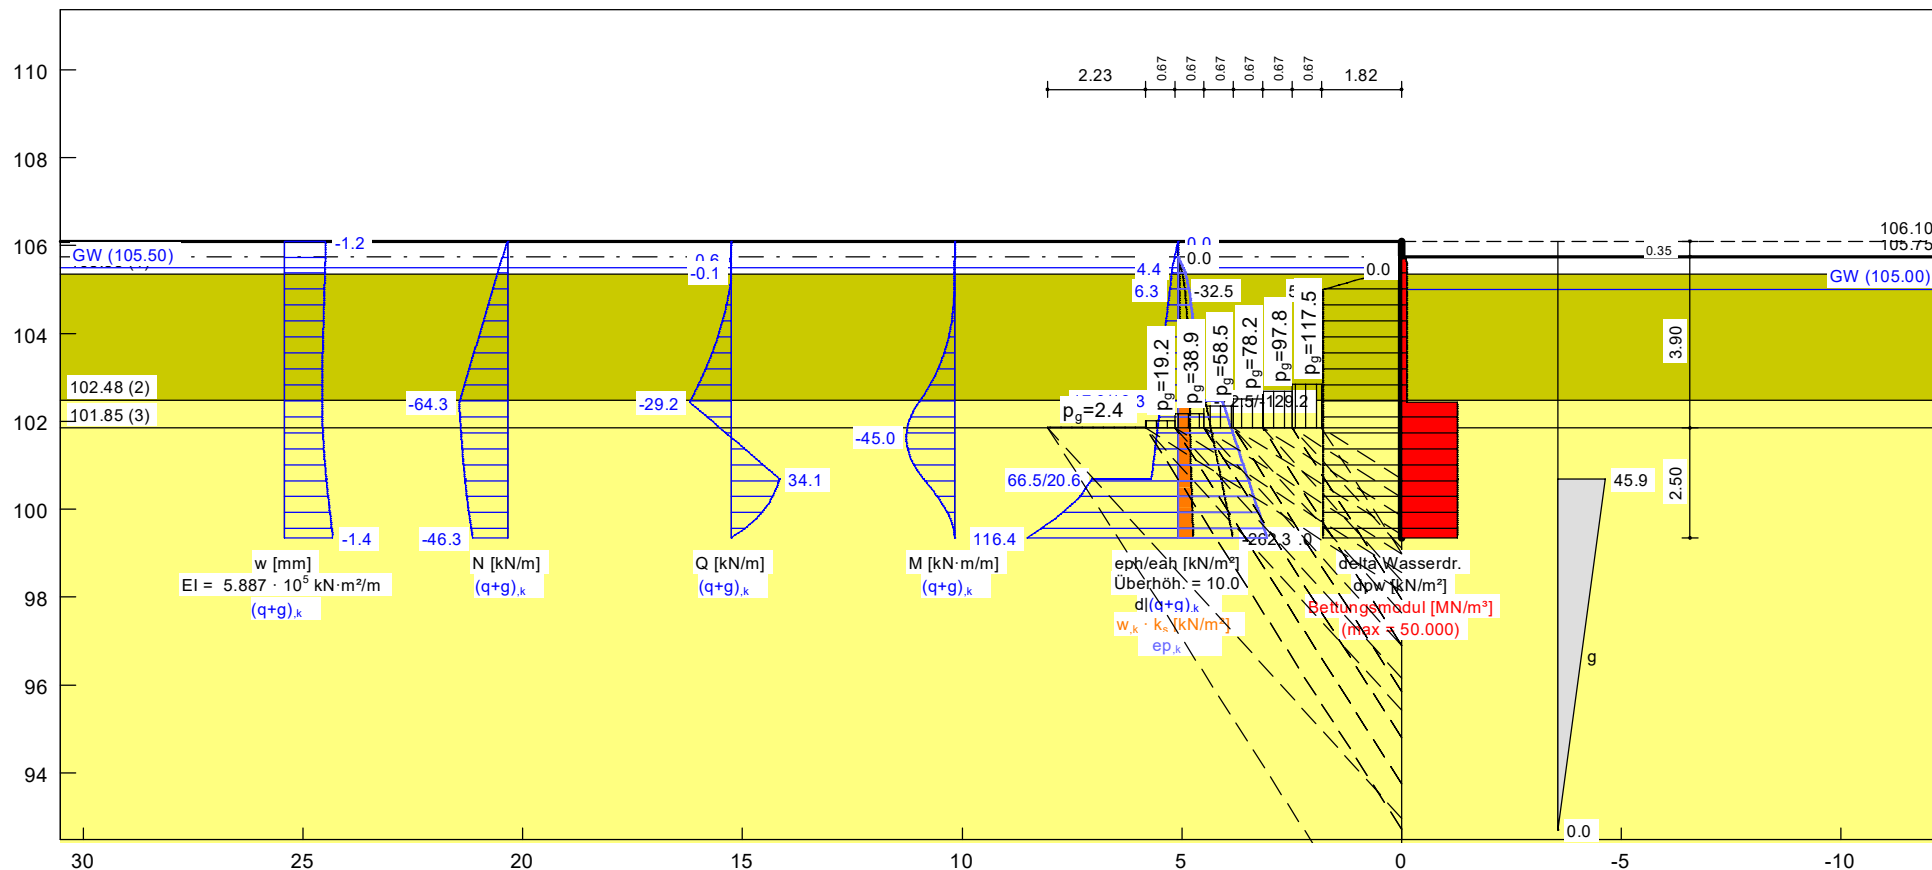 110
108
106
104
102
100
98
96
94
2.23
0.67
0.67
0.67
0.67
0.67
0.67
1.82
106.10
105.75
0.35
GW (105.50)
GW (105.00)
-1.2
-0.1
0.0
0.0
0.0
4.4
6.3
-32.5
3.90
102.48 (2)
101.85 (3)
-64.3
-29.2
-45.0
pg=2.4
pg=19.2
pg=38.9
pg=58.5
pg=78.2
pg=97.8
pg=117.5
34.1
66.5/20.6
45.9
2.50
-1.4
-46.3
116.4
-262.3
g
0.0
w [mm]
EI = 5.887 · 10⁵ kN·m²/m
(q+g),k
N [kN/m]
(q+g),k
Q [kN/m]
(q+g),k
M [kN·m/m]
(q+g),k
eph/eah [kN/m²]
Überhöh. = 10.0
d|(q+g),k
w,k · ks [kN/m²]
ep,k
delta Wasserdr.
dpw [kN/m²]
Bettungsmodul [MN/m³]
(max = 50.000)
30
25
20
15
10
5
0
-5
-10